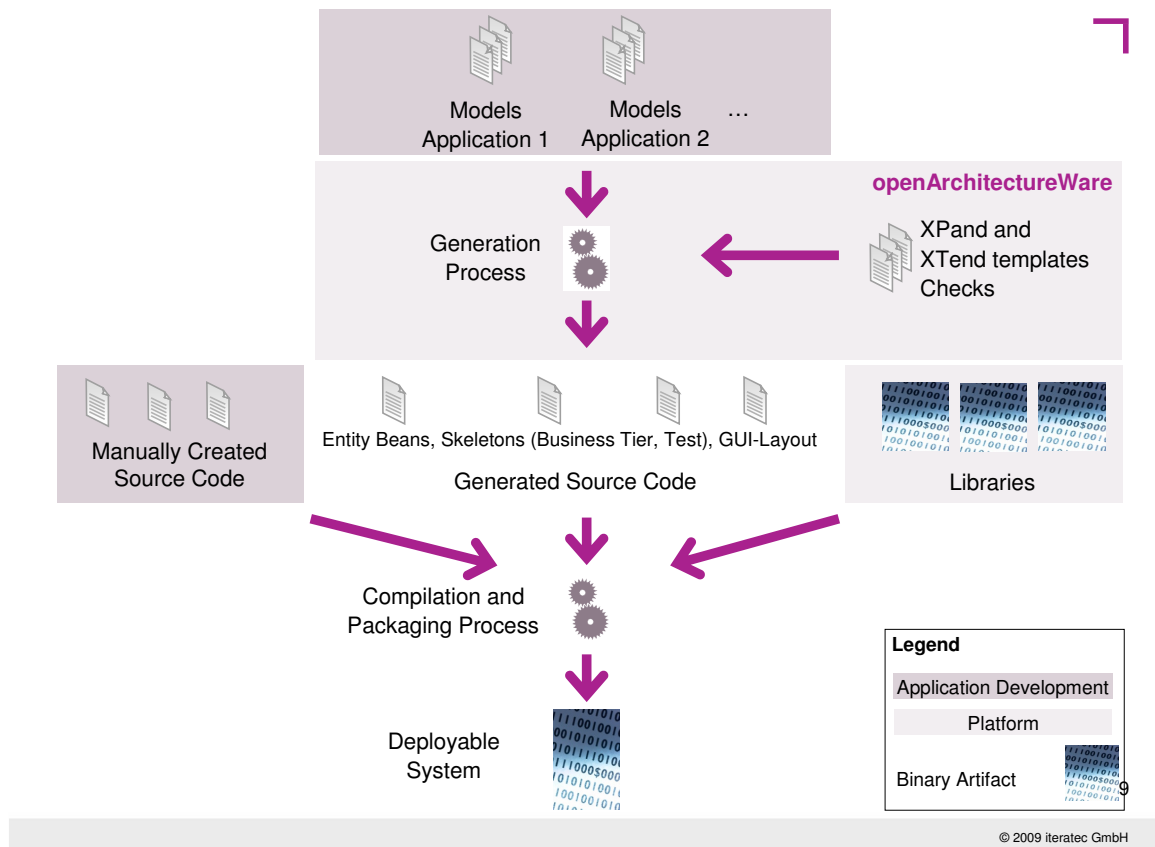 Models
Application 1
Models
Application 2
…
openArchitectureWare
Generation
Process
XPand and
XTend templates
Checks
Manually Created
Source Code
Entity Beans, Skeletons (Business Tier, Test), GUI-Layout
Generated Source Code
Libraries
Compilation and
Packaging Process
Deployable
System
Legend
Application Development
Platform
Binary Artifact
9
© 2009 iteratec GmbH